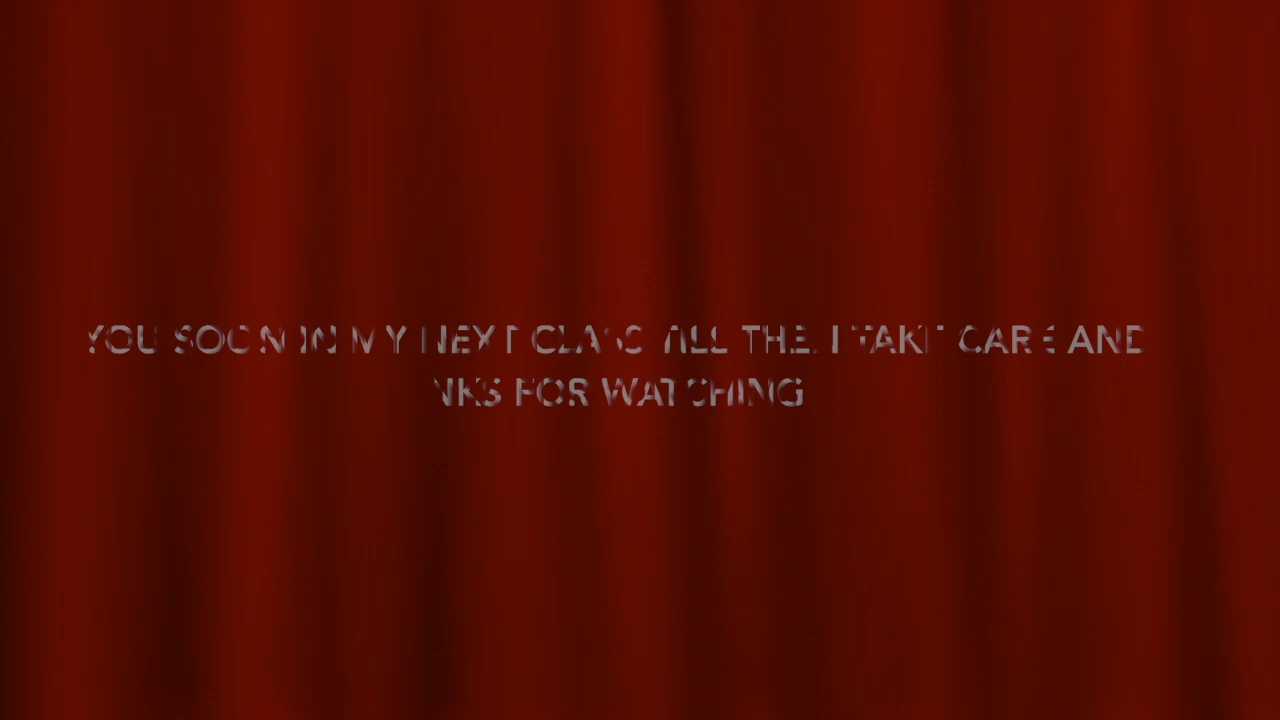 YOU SOON IN MY NEXT CLASS TILL THEN TAKE CARE AND
NKS FOR WATCHING